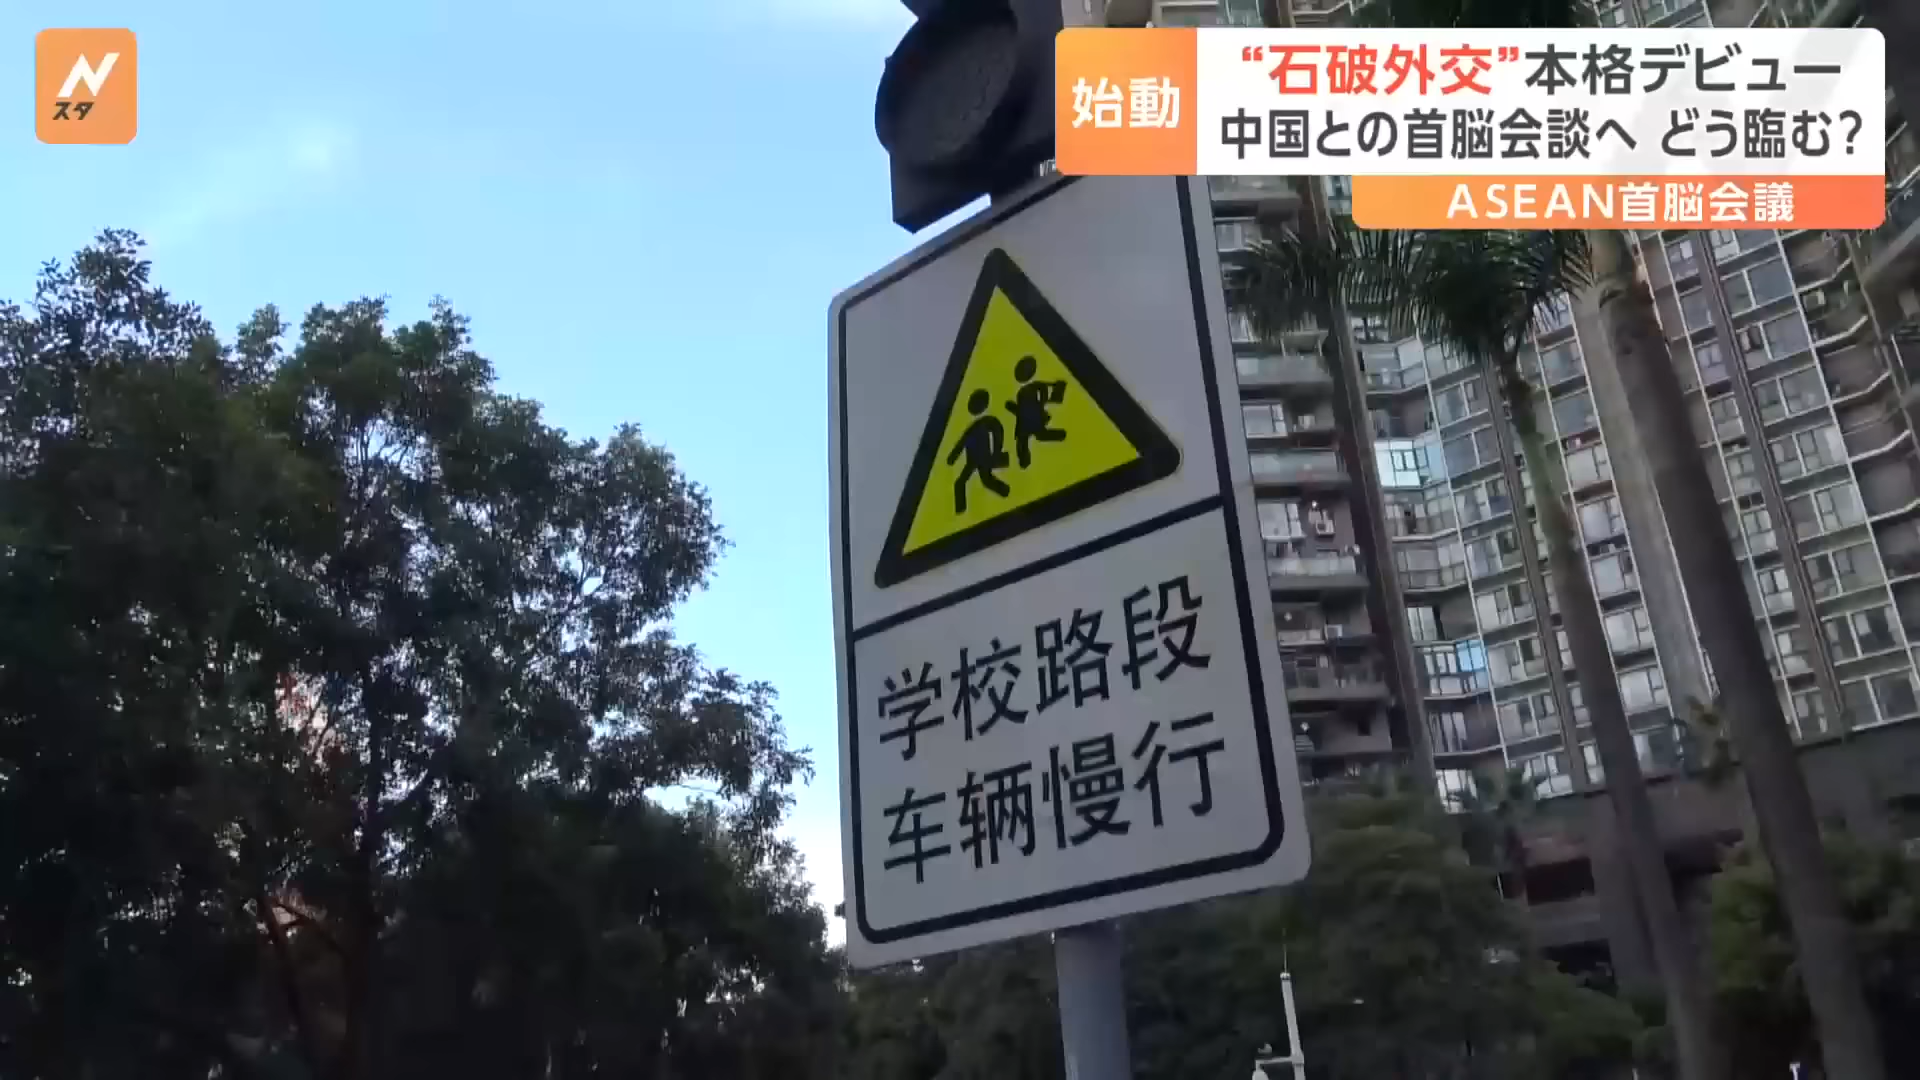 N
スタ
始動
“石破外交”本格デビュー
中国との首脳会談へ どう臨む?
ASEAN首脳会議
学校路段
车辆慢行